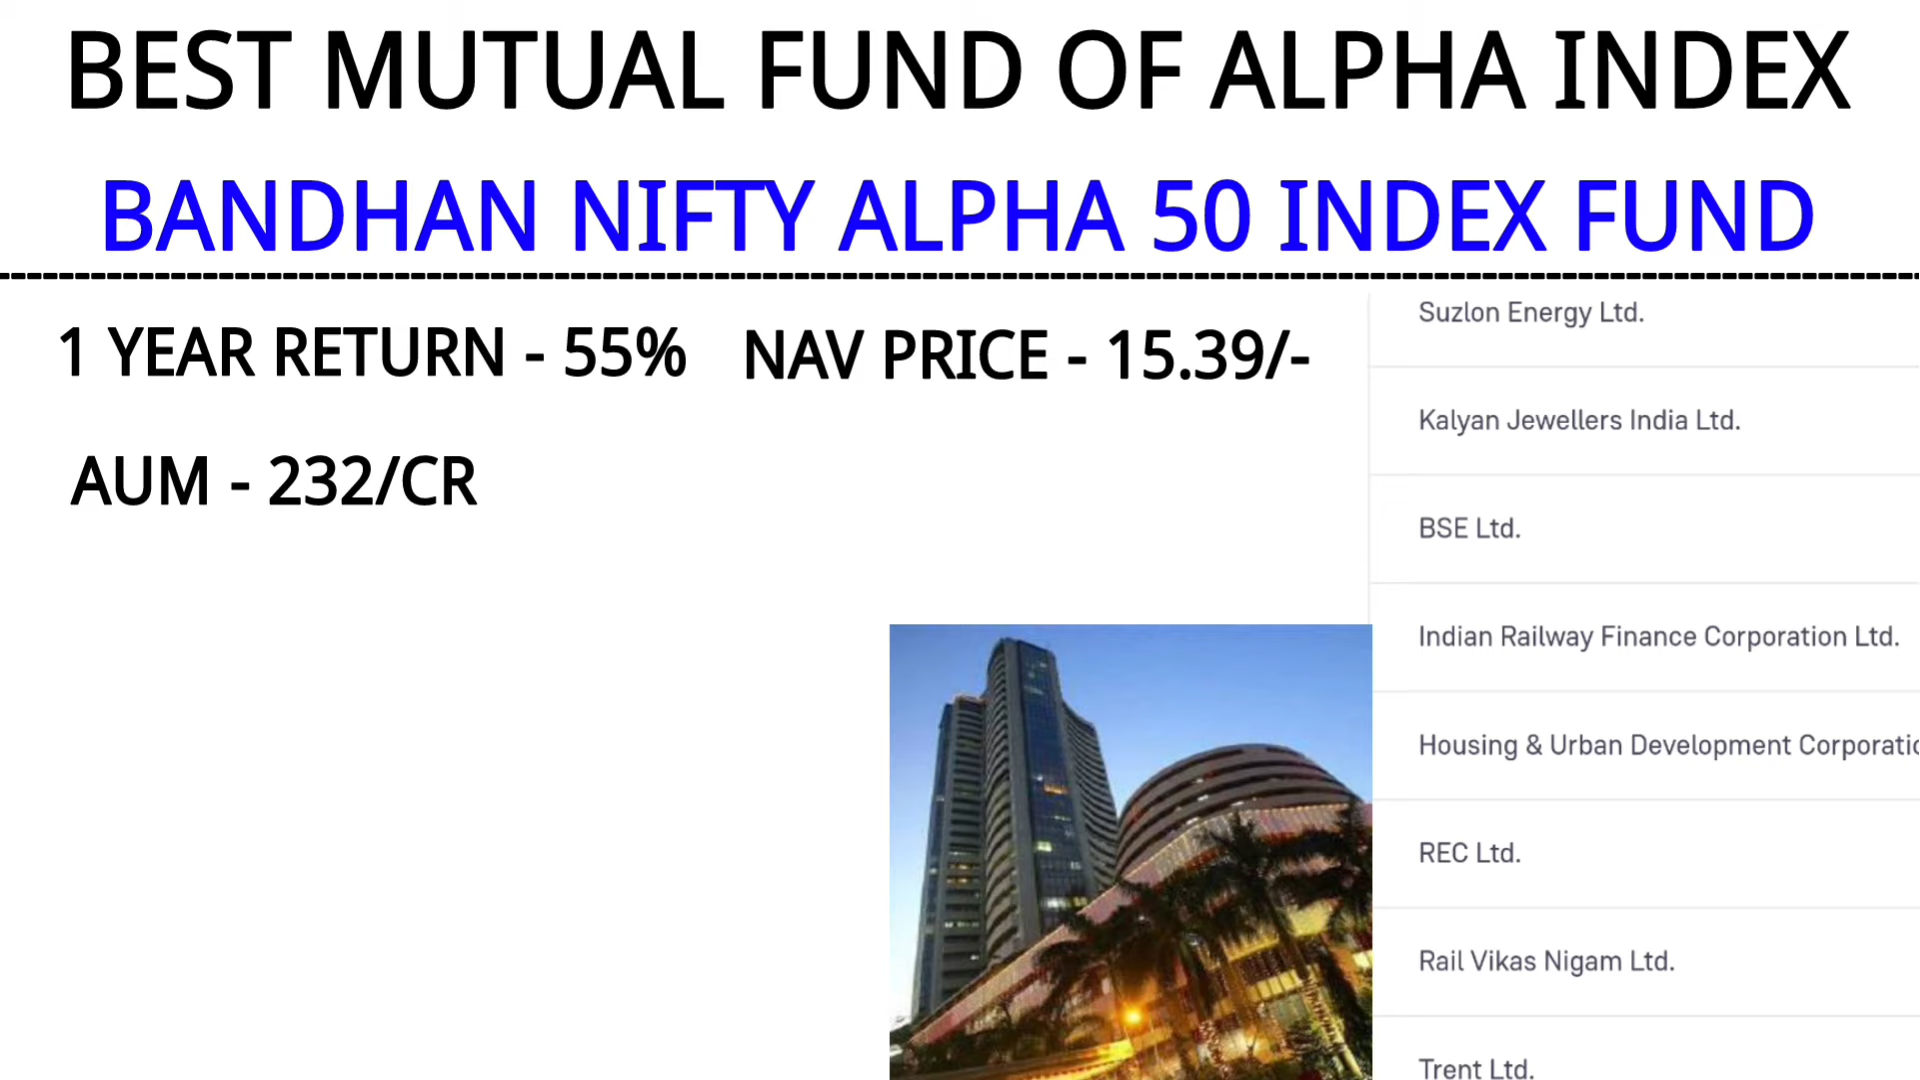 BEST MUTUAL FUND OF ALPHA INDEX
BANDHAN NIFTY ALPHA 50 INDEX FUND
1 YEAR RETURN - 55%
NAV PRICE - 15.39/-
AUM - 232/CR
Suzlon Energy Ltd.
Kalyan Jewellers India Ltd.
BSE Ltd.
Indian Railway Finance Corporation Ltd.
Housing & Urban Development Corporatio
REC Ltd.
Rail Vikas Nigam Ltd.
Trent Ltd.